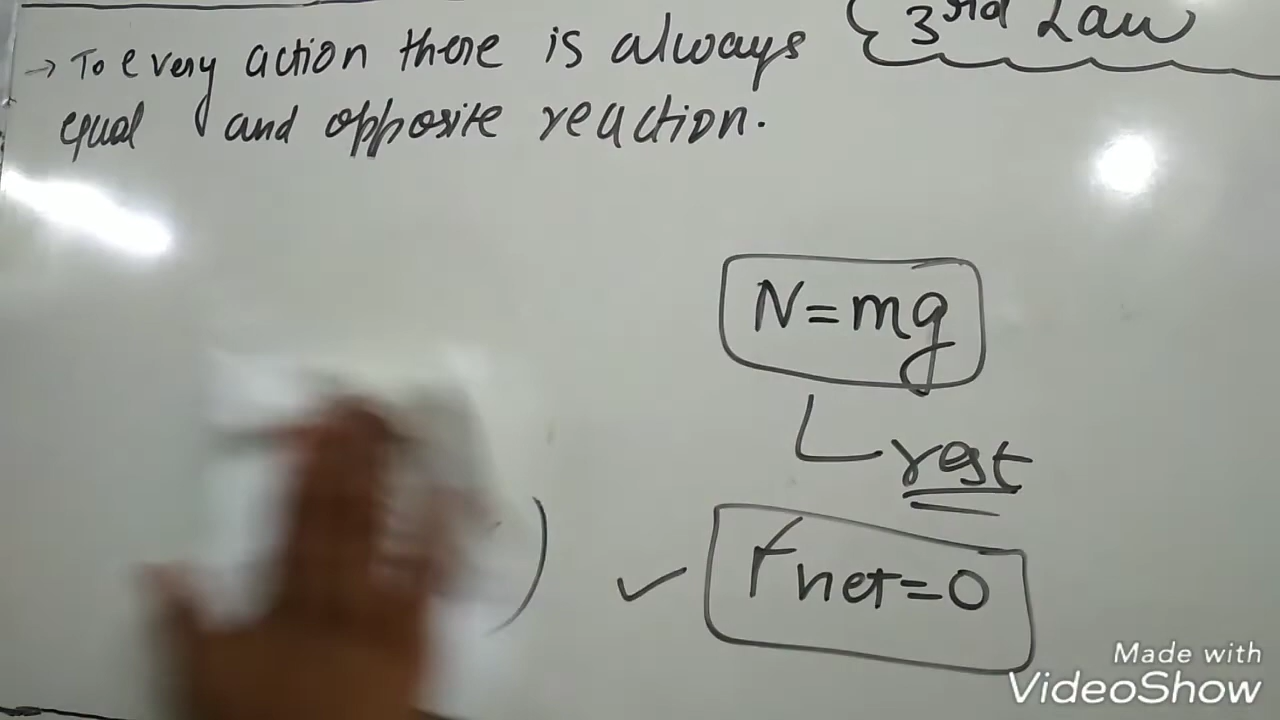 3rd Law
→ To every action there is always
equal and opposite reaction.
N=mg
rest
Fnet=0
Made with
VideoShow